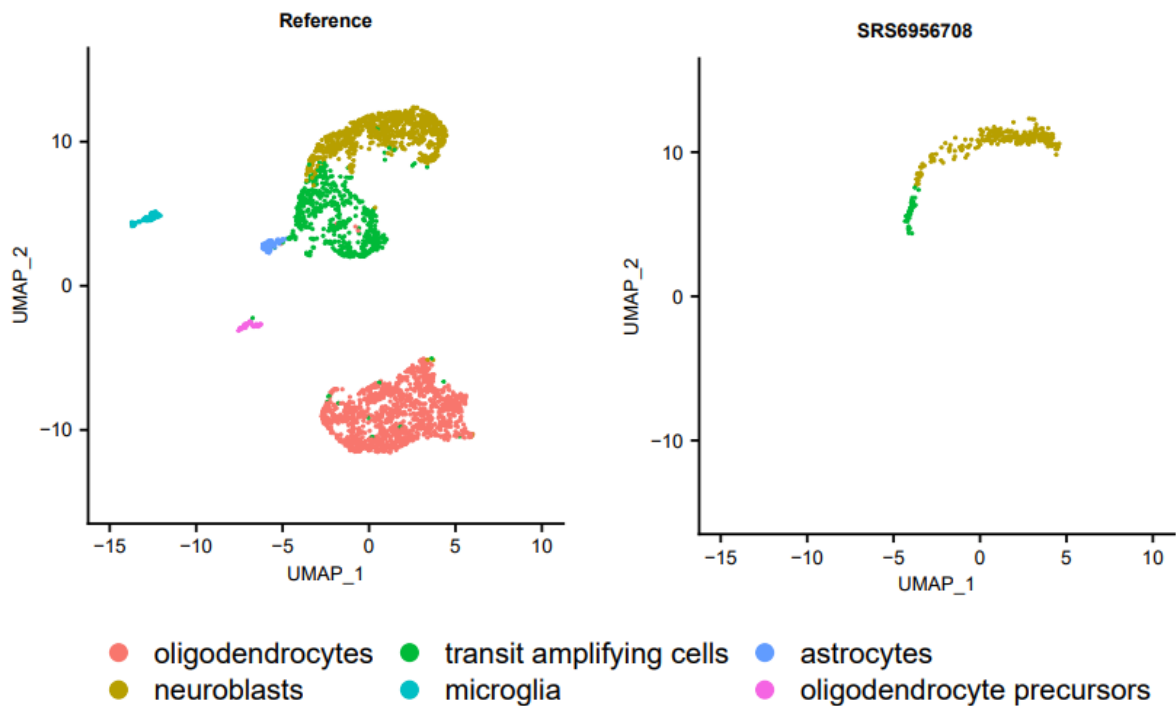 Reference
SRS6956708
10
0
−10
UMAP_2
−15 −10 −5 0 5 10
UMAP_1
10
0
−10
UMAP_2
−15 −10 −5 0 5 10
UMAP_1
oligodendrocytes transit amplifying cells astrocytes
neuroblasts microglia oligodendrocyte precursors